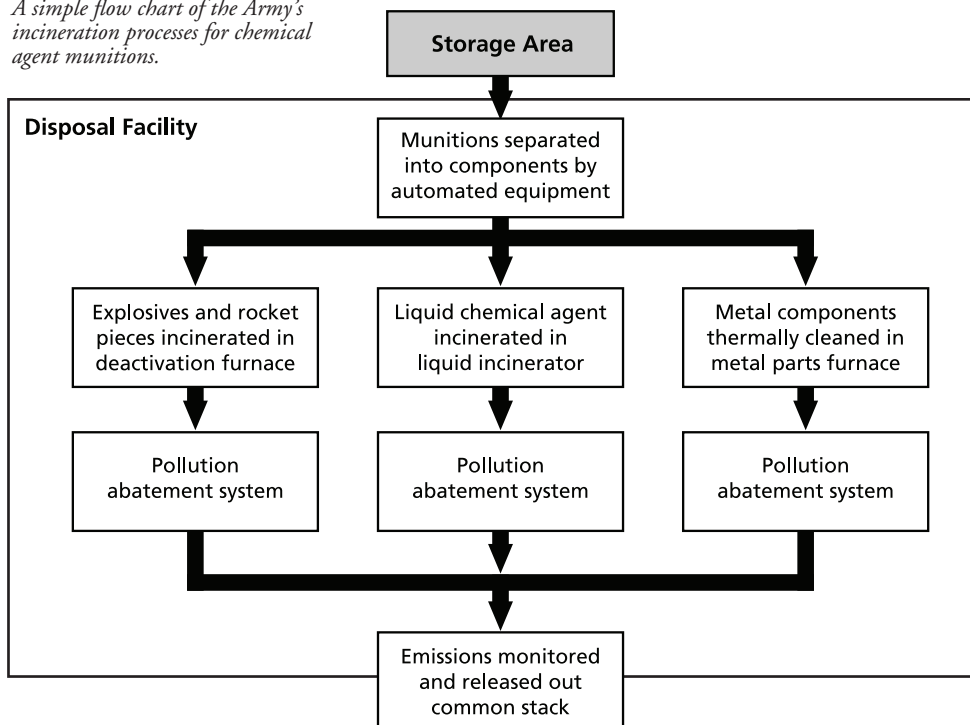 A simple flow chart of the Army's
incineration processes for chemical
agent munitions.
Storage Area
Disposal Facility
Munitions separated
into components by
automated equipment
Explosives and rocket
pieces incinerated in
deactivation furnace
Liquid chemical agent
incinerated in
liquid incinerator
Metal components
thermally cleaned in
metal parts furnace
Pollution
abatement system
Pollution
abatement system
Pollution
abatement system
Emissions monitored
and released out
common stack